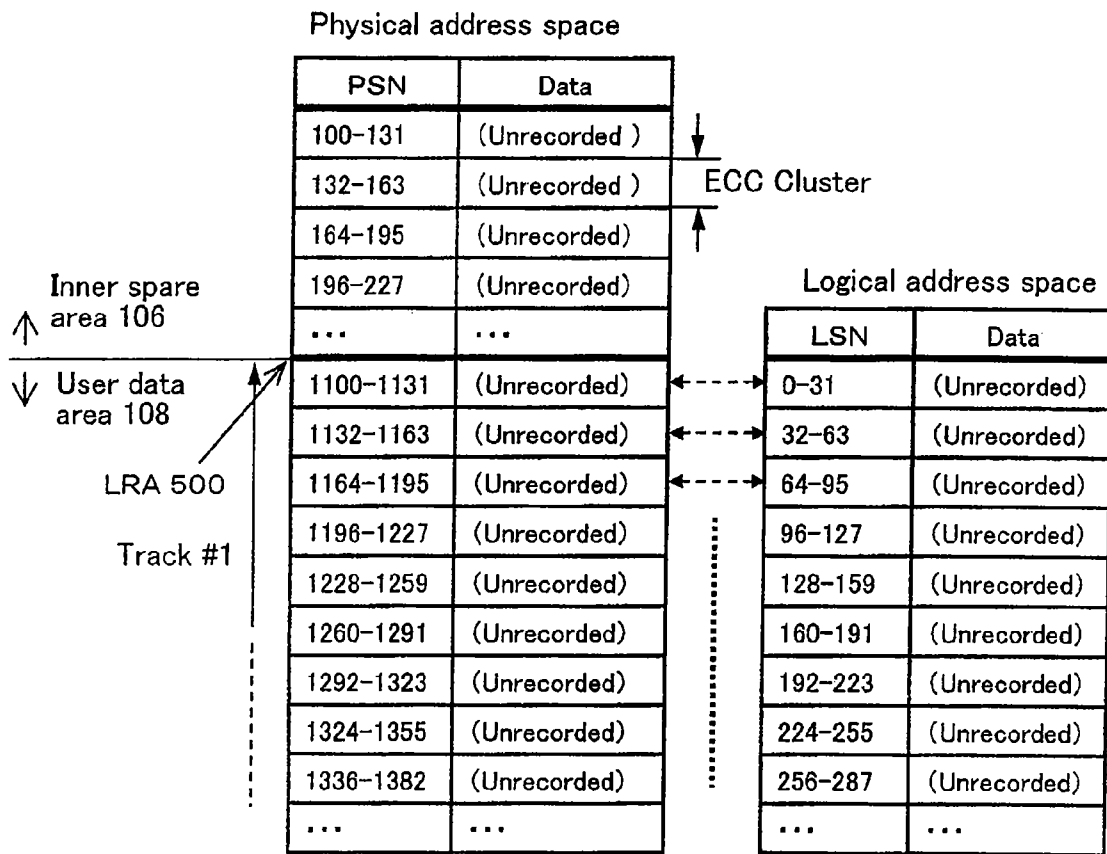 Physical address space
PSN Data
100-131 (Unrecorded )
132-163 (Unrecorded )
ECC Cluster
164-195 (Unrecorded)
196-227 (Unrecorded)
... ...
Inner spare
area 106
User data
area 108
LRA 500
Track #1
1100-1131 (Unrecorded)
1132-1163 (Unrecorded)
1164-1195 (Unrecorded)
1196-1227 (Unrecorded)
1228-1259 (Unrecorded)
1260-1291 (Unrecorded)
1292-1323 (Unrecorded)
1324-1355 (Unrecorded)
1336-1382 (Unrecorded)
... ...
Logical address space
LSN Data
0-31 (Unrecorded)
32-63 (Unrecorded)
64-95 (Unrecorded)
96-127 (Unrecorded)
128-159 (Unrecorded)
160-191 (Unrecorded)
192-223 (Unrecorded)
224-255 (Unrecorded)
256-287 (Unrecorded)
... ...